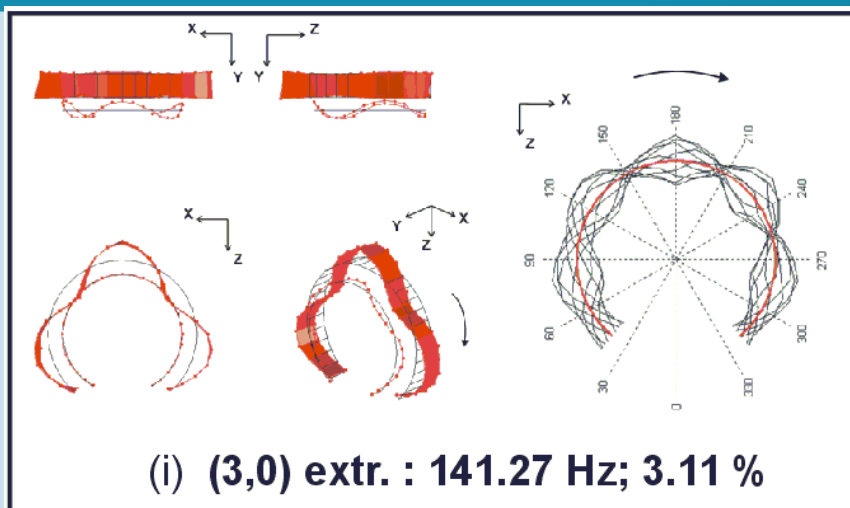 X Z
Y Y
X
Z
180
150 210
120 240
90 270
60 300
30 330
0
X
Z
Y X
Z
(i) (3,0) extr. : 141.27 Hz; 3.11 %